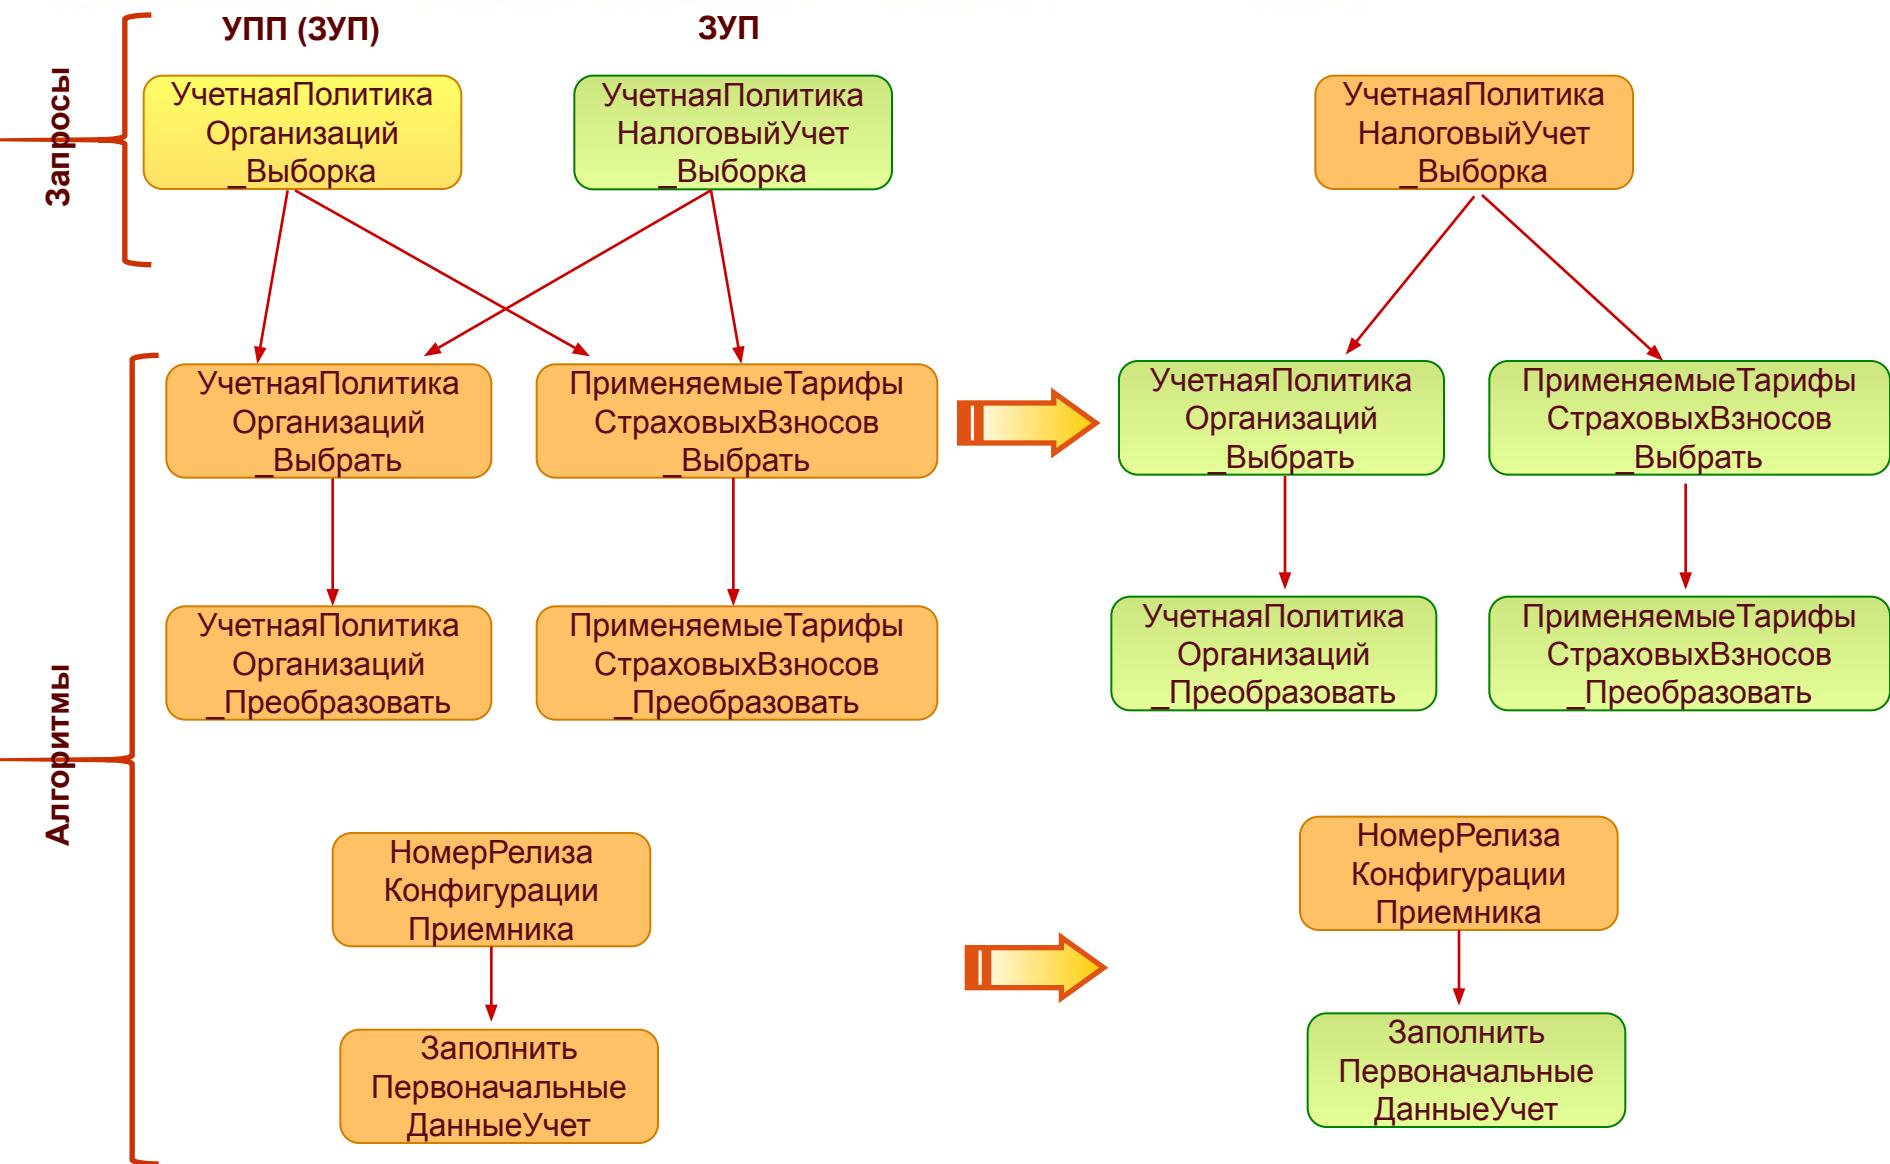 УПП (ЗУП)
ЗУП
Запросы
УчетнаяПолитика
Организаций
_Выборка
УчетнаяПолитика
НалоговыйУчет
_Выборка
УчетнаяПолитика
НалоговыйУчет
_Выборка
Алгоритмы
УчетнаяПолитика
Организаций
_Выбрать
ПрименяемыеТарифы
СтраховыхВзносов
_Выбрать
УчетнаяПолитика
Организаций
_Выбрать
ПрименяемыеТарифы
СтраховыхВзносов
_Выбрать
УчетнаяПолитика
Организаций
_Преобразовать
ПрименяемыеТарифы
СтраховыхВзносов
_Преобразовать
УчетнаяПолитика
Организаций
_Преобразовать
ПрименяемыеТарифы
СтраховыхВзносов
_Преобразовать
НомерРелиза
Конфигурации
Приемника
НомерРелиза
Конфигурации
Приемника
Заполнить
Первоначальные
ДанныеУчет
Заполнить
Первоначальные
ДанныеУчет